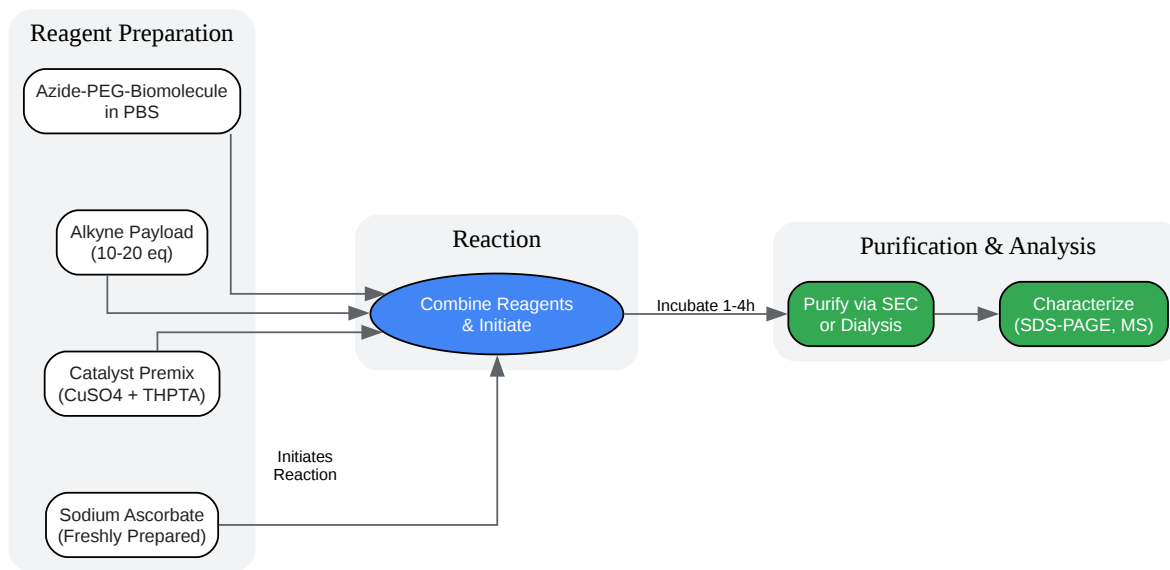 Reagent Preparation
Azide-PEG-Biomolecule
in PBS
Alkyne Payload
(10-20 eq)
Catalyst Premix
(CuSO4 + THPTA)
Sodium Ascorbate
(Freshly Prepared)
Initiates
Reaction
Reaction
Combine Reagents
& Initiate
Incubate 1-4h
Purification & Analysis
Purify via SEC
or Dialysis
Characterize
(SDS-PAGE, MS)